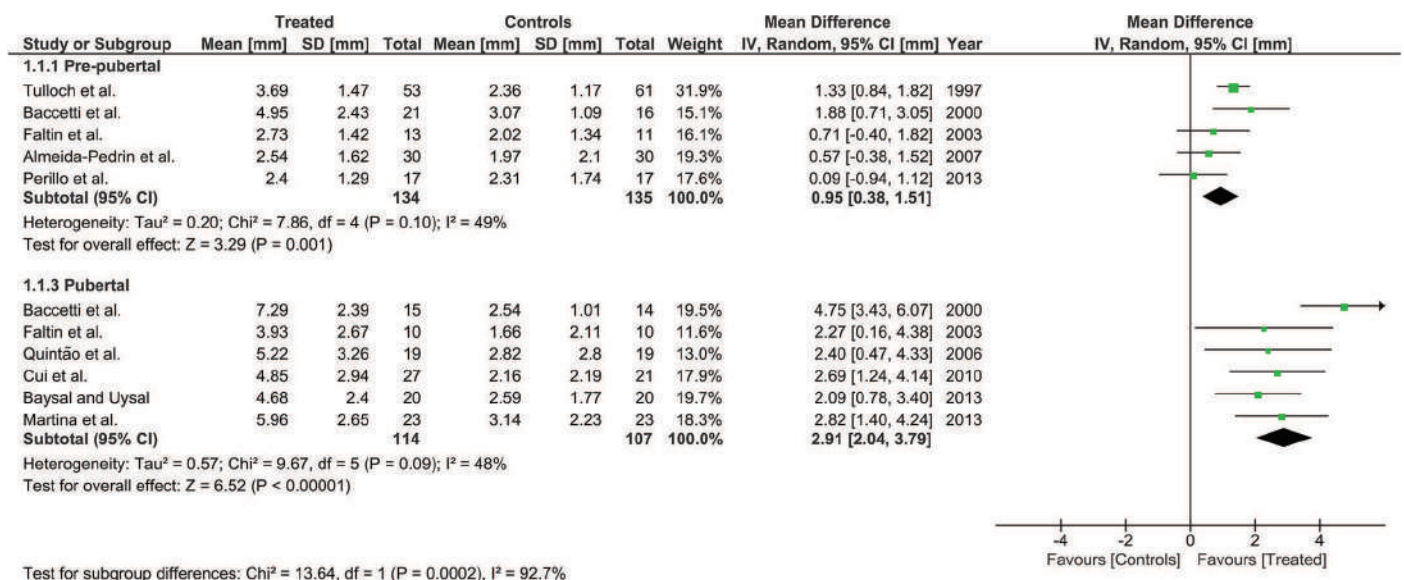 Treated Controls Mean Difference Mean Difference
Study or Subgroup Mean [mm] SD [mm] Total Mean [mm] SD [mm] Total Weight IV, Random, 95% CI [mm] Year IV, Random, 95% CI [mm]
1.1.1 Pre-pubertal
Tulloch et al. 3.69 1.47 53 2.36 1.17 61 31.9% 1.33 [0.84, 1.82] 1997
Baccetti et al. 4.95 2.43 21 3.07 1.09 16 15.1% 1.88 [0.71, 3.05] 2000
Faltin et al. 2.73 1.42 13 2.02 1.34 11 16.1% 0.71 [-0.40, 1.82] 2003
Almeida-Pedrin et al. 2.54 1.62 30 1.97 2.1 30 19.3% 0.57 [-0.38, 1.52] 2007
Perillo et al. 2.4 1.29 17 2.31 1.74 17 17.6% 0.09 [-0.94, 1.12] 2013
Subtotal (95% CI) 134 135 100.0% 0.95 [0.38, 1.51]
Heterogeneity: Tau² = 0.20; Chi² = 7.86, df = 4 (P = 0.10); I² = 49%
Test for overall effect: Z = 3.29 (P = 0.001)
1.1.3 Pubertal
Baccetti et al. 7.29 2.39 15 2.54 1.01 14 19.5% 4.75 [3.43, 6.07] 2000
Faltin et al. 3.93 2.67 10 1.66 2.11 10 11.6% 2.27 [0.16, 4.38] 2003
Quintão et al. 5.22 3.26 19 2.82 2.8 19 13.0% 2.40 [0.47, 4.33] 2006
Cui et al. 4.85 2.94 27 2.16 2.19 21 17.9% 2.69 [1.24, 4.14] 2010
Baysal and Uysal 4.68 2.4 20 2.59 1.77 20 19.7% 2.09 [0.78, 3.40] 2013
Martina et al. 5.96 2.65 23 3.14 2.23 23 18.3% 2.82 [1.40, 4.24] 2013
Subtotal (95% CI) 114 107 100.0% 2.91 [2.04, 3.79]
Heterogeneity: Tau² = 0.57; Chi² = 9.67, df = 5 (P = 0.09); I² = 48%
Test for overall effect: Z = 6.52 (P < 0.00001)
-4 -2 0 2 4
Favours [Controls] Favours [Treated]
Test for subgroup differences: Chi² = 13.64, df = 1 (P = 0.0002), I² = 92.7%